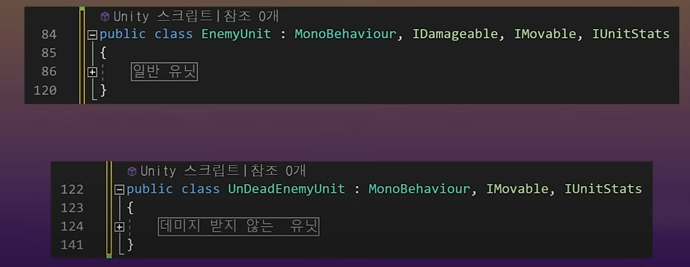 Unity 스크립트 | 참조 0개
84 public class EnemyUnit : MonoBehaviour, IDamageable, IMovable, IUnitStats
85 {
86 일반 유닛
120 }
Unity 스크립트 | 참조 0개
122 public class UnDeadEnemyUnit : MonoBehaviour, IMovable, IUnitStats
123 {
124 데미지 받지 않는 유닛
141 }